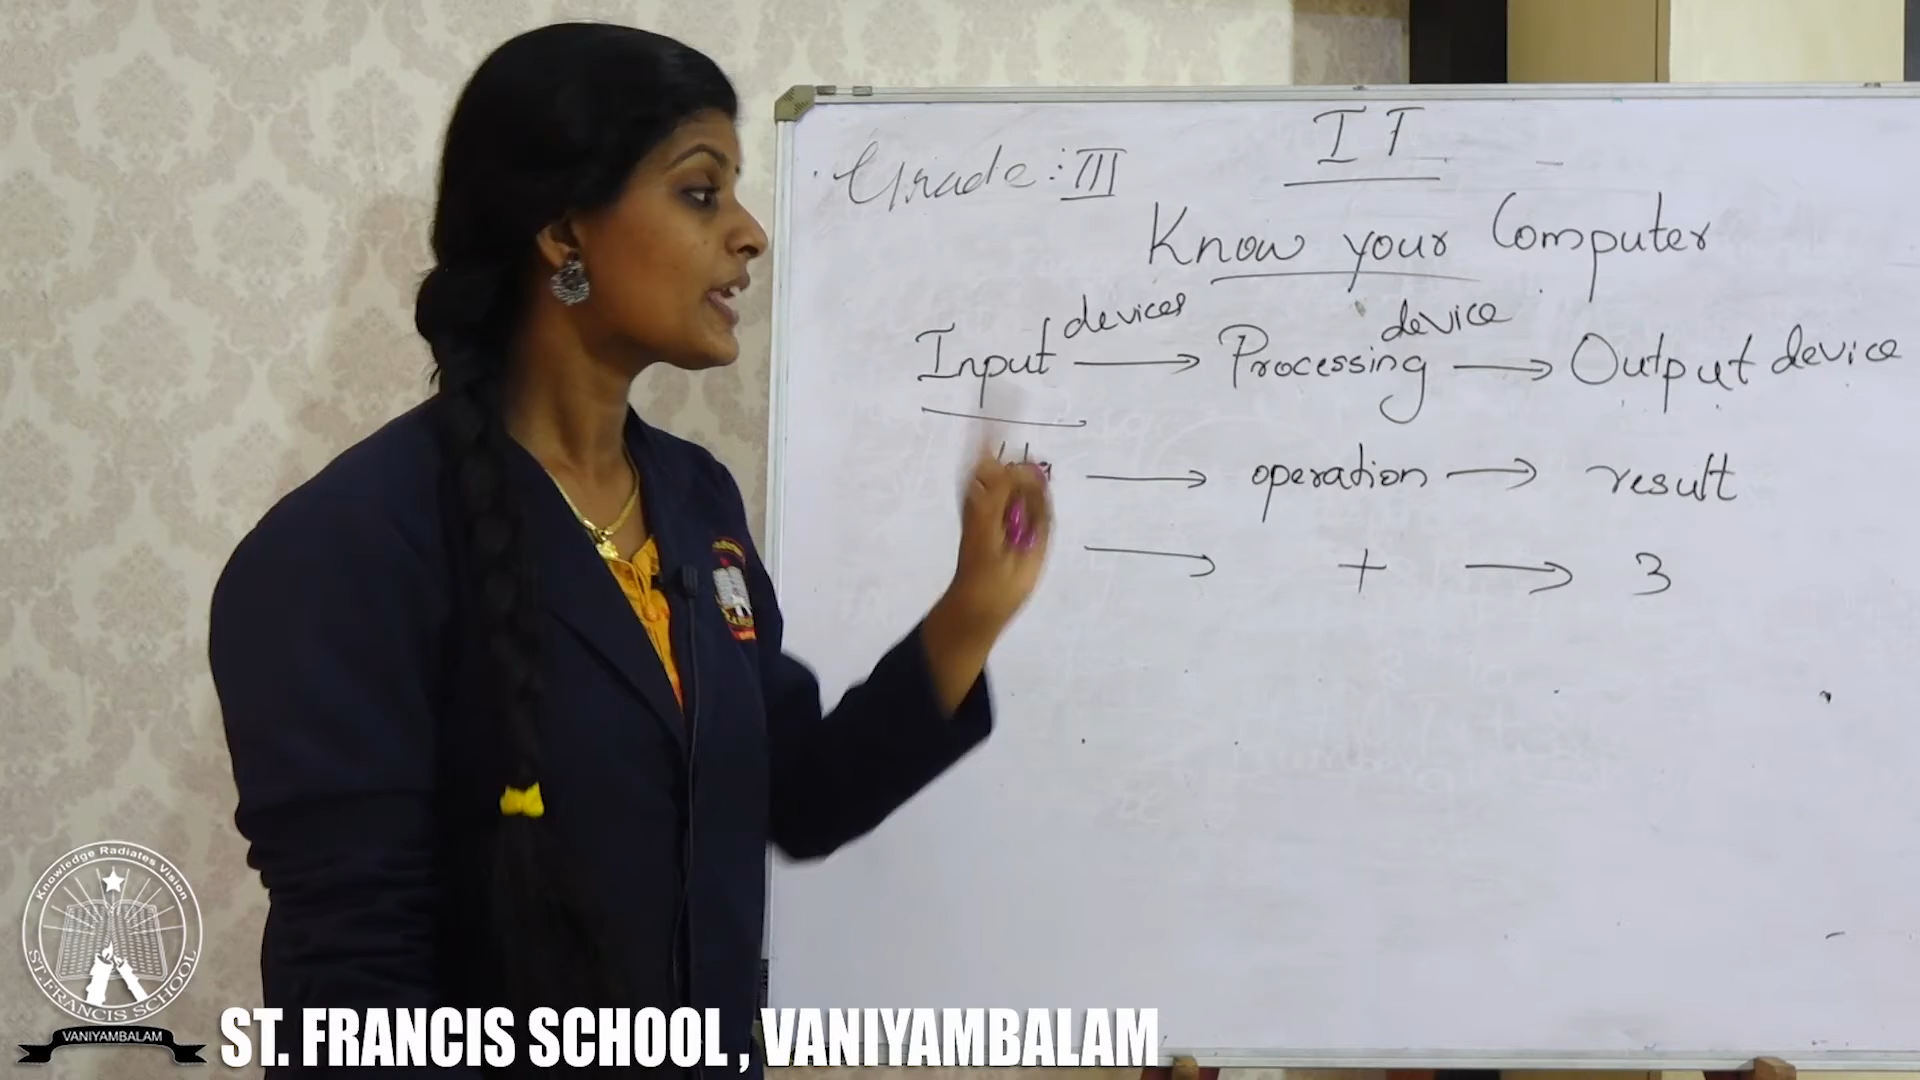 IT
Grade: III
Know your Computer
Input devices → Processing device → Output device
→ operation → result
→ + → 3
Knowledge Radiates Vision
ST. FRANCIS SCHOOL
VANIYAMBALAM
ST. FRANCIS SCHOOL , VANIYAMBALAM